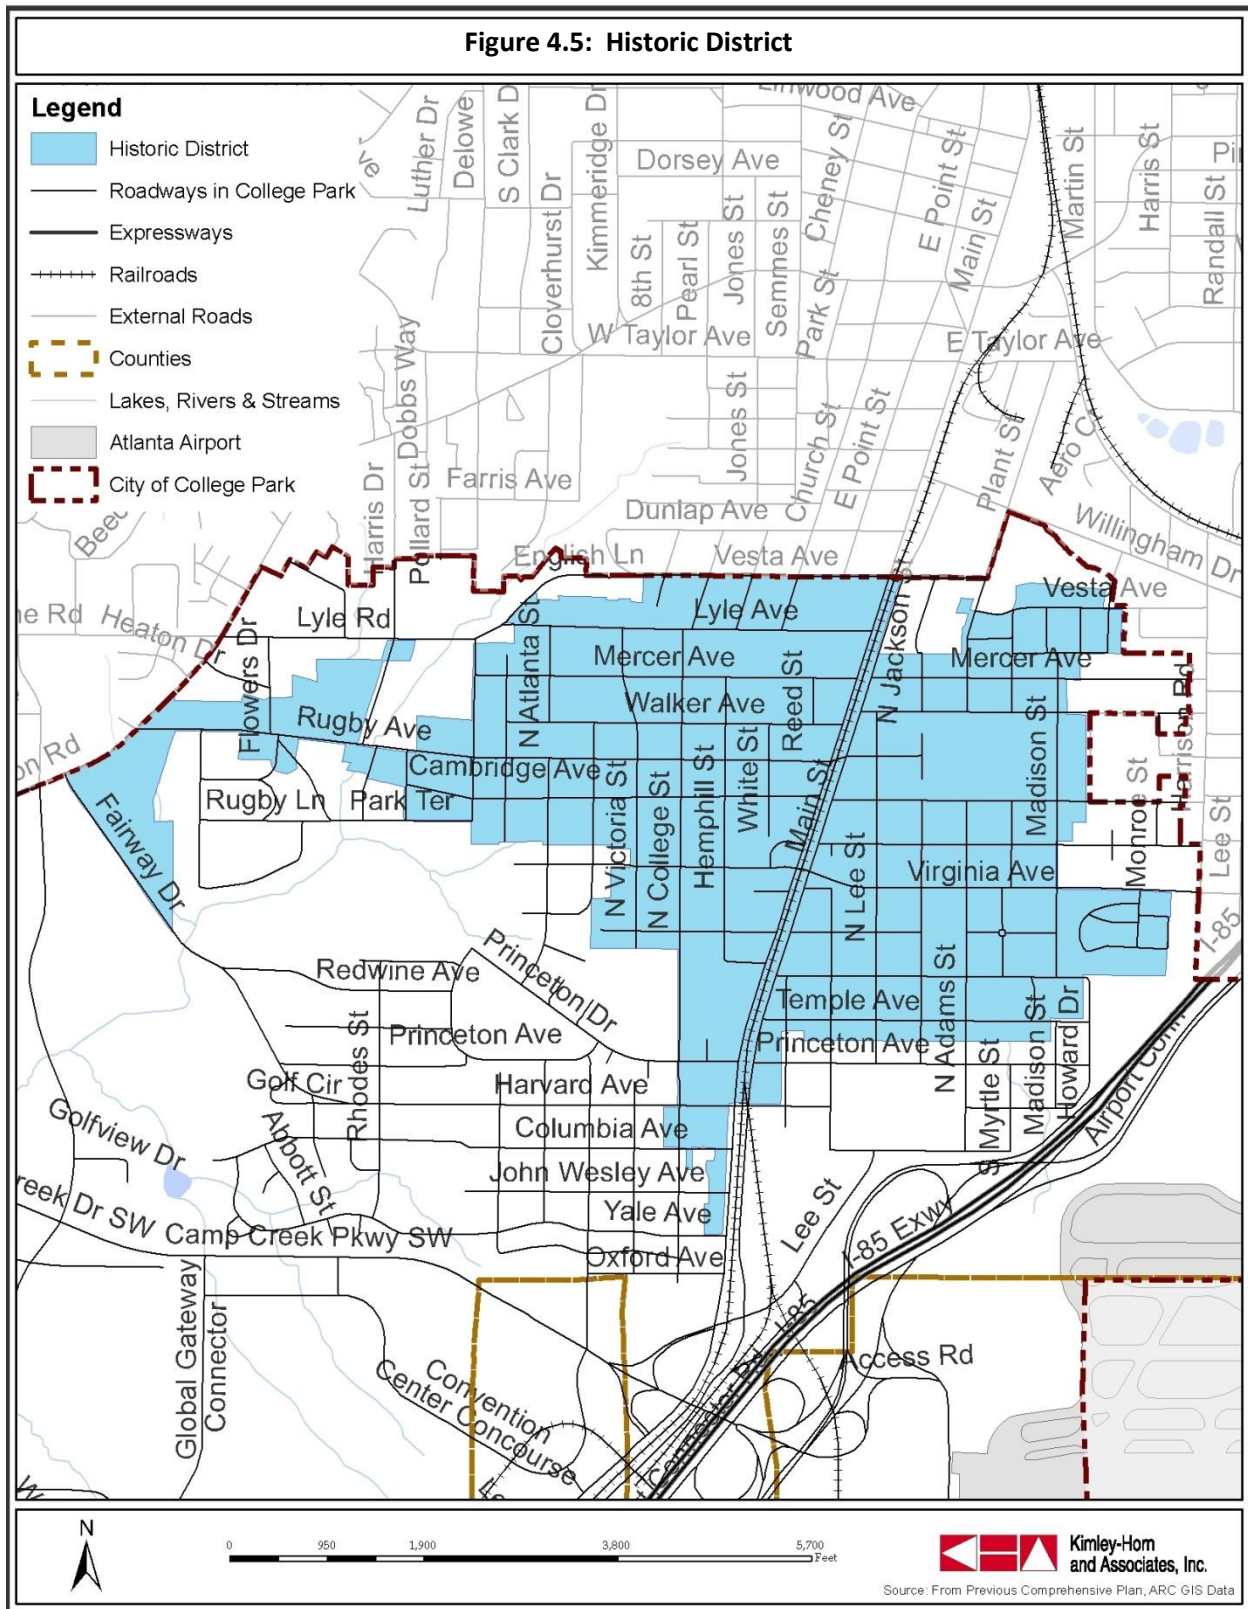 Figure 4.5:  Historic District
Legend
Historic District
Roadways in College Park
Expressways
Railroads
External Roads
Counties
Lakes, Rivers & Streams
Atlanta Airport
City of College Park
Luther Dr
Delowe
S Clark D
Cloverhurst Dr
Kimmeridge Dr
Dorsey Ave
8th St
Pearl St
Jones St
Semmes St
Cheney St
Park St
E Point St
Main St
Martin St
Harris St
Randall St
W Taylor Ave
E Taylor Ave
Dobbs Way
Pollard St
Harris Dr
Farris Ave
Jones St
Church St
E Point St
Plant St
Dunlap Ave
Willingham Dr
English Ln
Vesta Ave
Vesta Ave
Heaton Dr
Lyle Rd
Lyle Ave
N Jackson St
Flowers Dr
N Atlanta St
Mercer Ave
Mercer Ave
Reed St
Walker Ave
Harrison Rd
Rugby Ave
Cambridge Ave
Rugby Ln
Park Ter
N Victoria St
N College St
Hemphill St
White St
Main St
Madison St
Monroe St
Lee St
Fairway Dr
N Lee St
Virginia Ave
I-85
Redwine Ave
Princeton Dr
N Adams St
Temple Ave
Madison St
Howard Dr
Rhodes St
Princeton Ave
Princeton Ave
S Myrtle St
Airport Conn
Golf Cir
Harvard Ave
Golfview Dr
Abbott St
Columbia Ave
John Wesley Ave
Yale Ave
Lee St
I-85 Exwy
reek Dr SW
Camp Creek Pkwy SW
Oxford Ave
I-85
Global Gateway
Connector
Access Rd
Convention
Center Concourse
N
0 950 1,900 3,800 5,700
Feet
Kimley-Horn
and Associates, Inc.
Source: From Previous Comprehensive Plan, ARC GIS Data